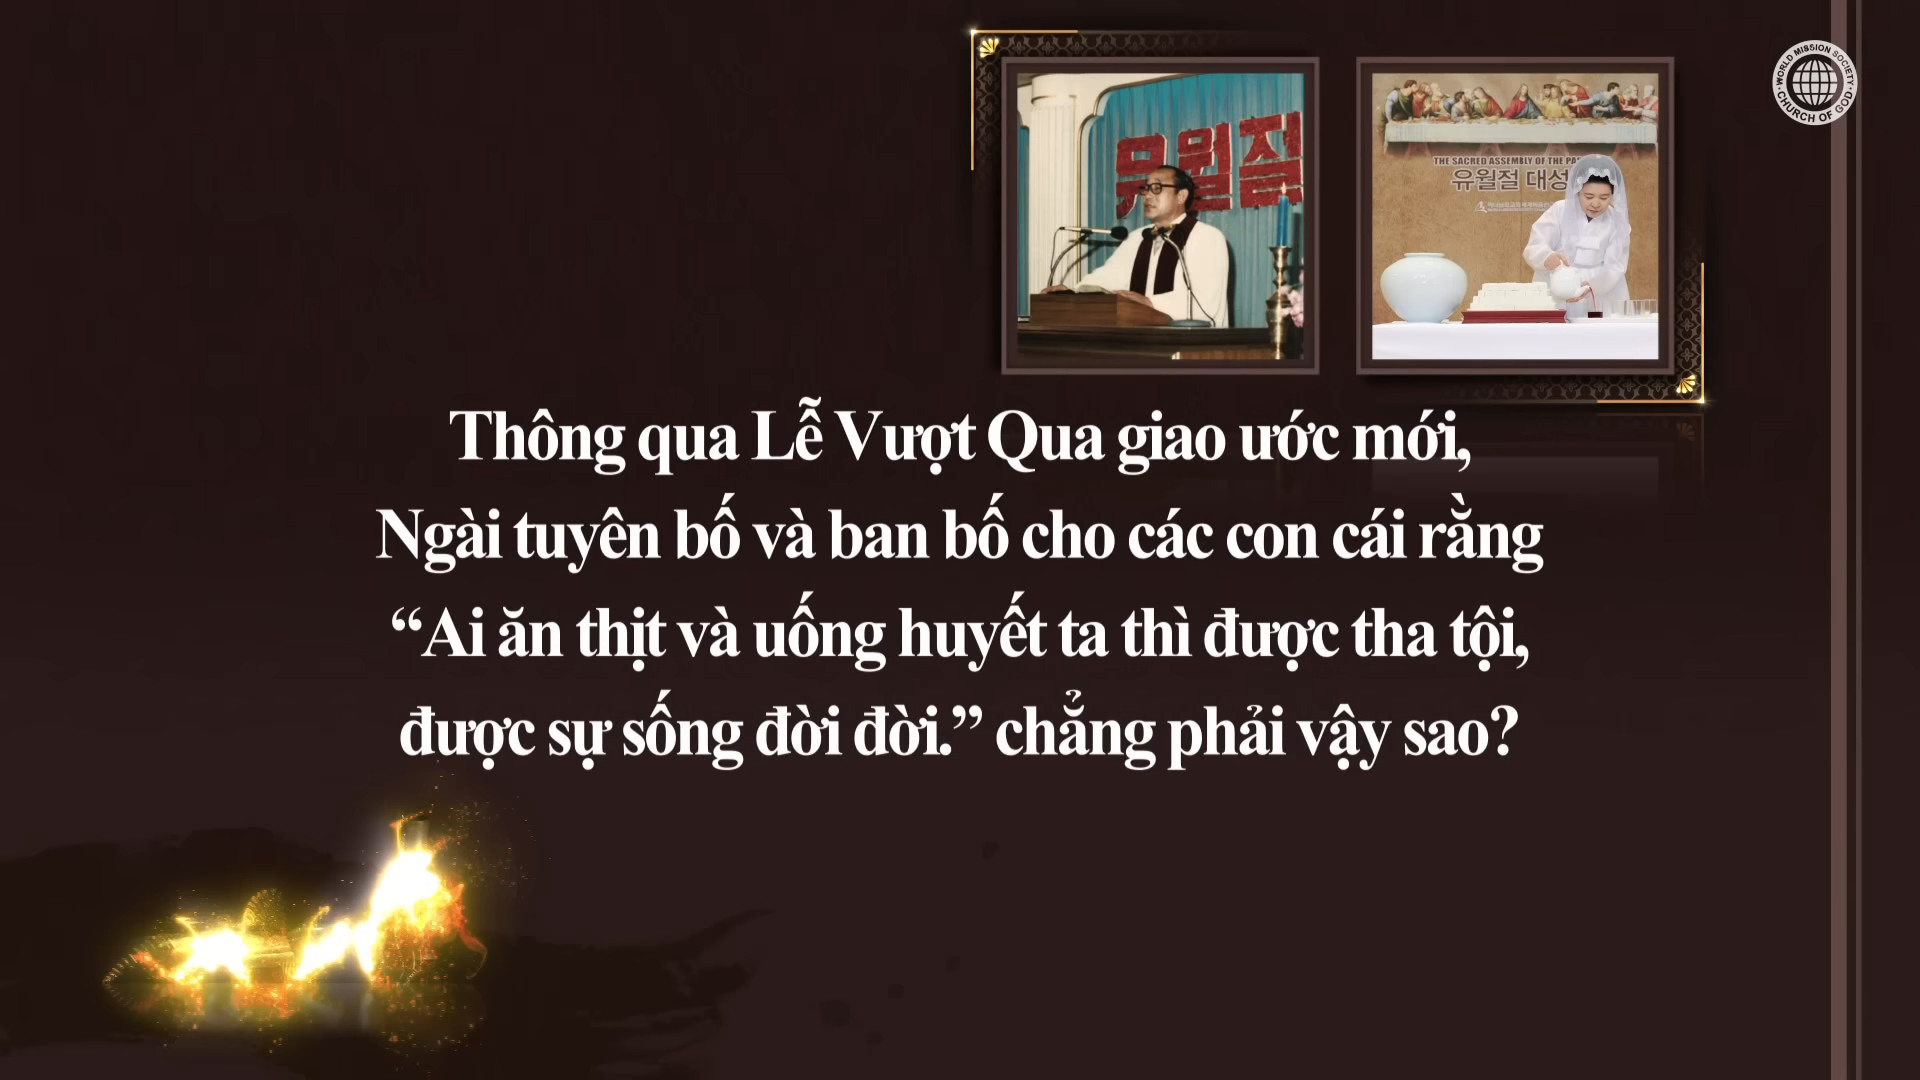 WORLD MISSION SOCIETY
CHURCH OF GOD
유월절
THE SACRED ASSEMBLY OF THE
유월절 대성
Thông qua Lễ Vượt Qua giao ước mới,
Ngài tuyên bố và ban bố cho các con cái rằng
“Ai ăn thịt và uống huyết ta thì được tha tội,
được sự sống đời đời.” chẳng phải vậy sao?